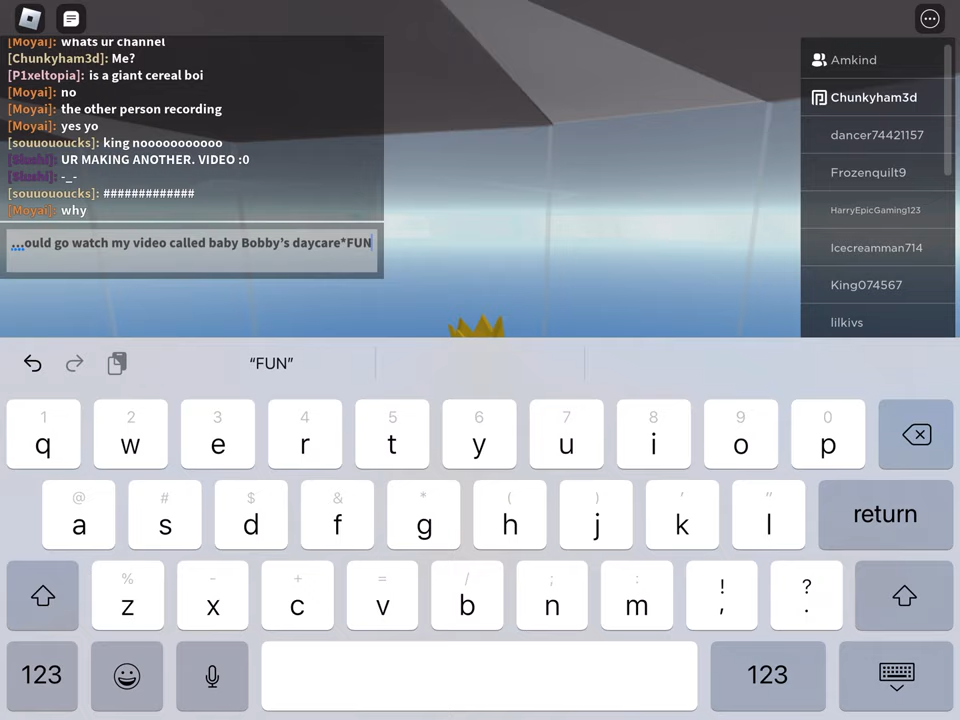 [Moyai]: whats ur channel
[Chunkyham3d]: Me?
[P1xeltopia]: is a giant cereal boi
[Moyai]: no
[Moyai]: the other person recording
[Moyai]: yes yo
[souuououcks]: king nooooooooooo
[Slushi]: UR MAKING ANOTHER. VIDEO :0
[Slushi]: -_-
[souuououcks]: #############
[Moyai]: why
...ould go watch my video called baby Bobby’s daycare*FUN
Amkind
Chunkyham3d
dancer74421157
Frozenquilt9
HarryEpicGaming123
Icecreamman714
King074567
lilkivs
“FUN”
1 2 3 4 5 6 7 8 9 0
q w e r t y u i o p
@ # $ & * ( ) ' "
a s d f g h j k l return
% - + = / ; : ! ?
z x c v b n m , .
123 123